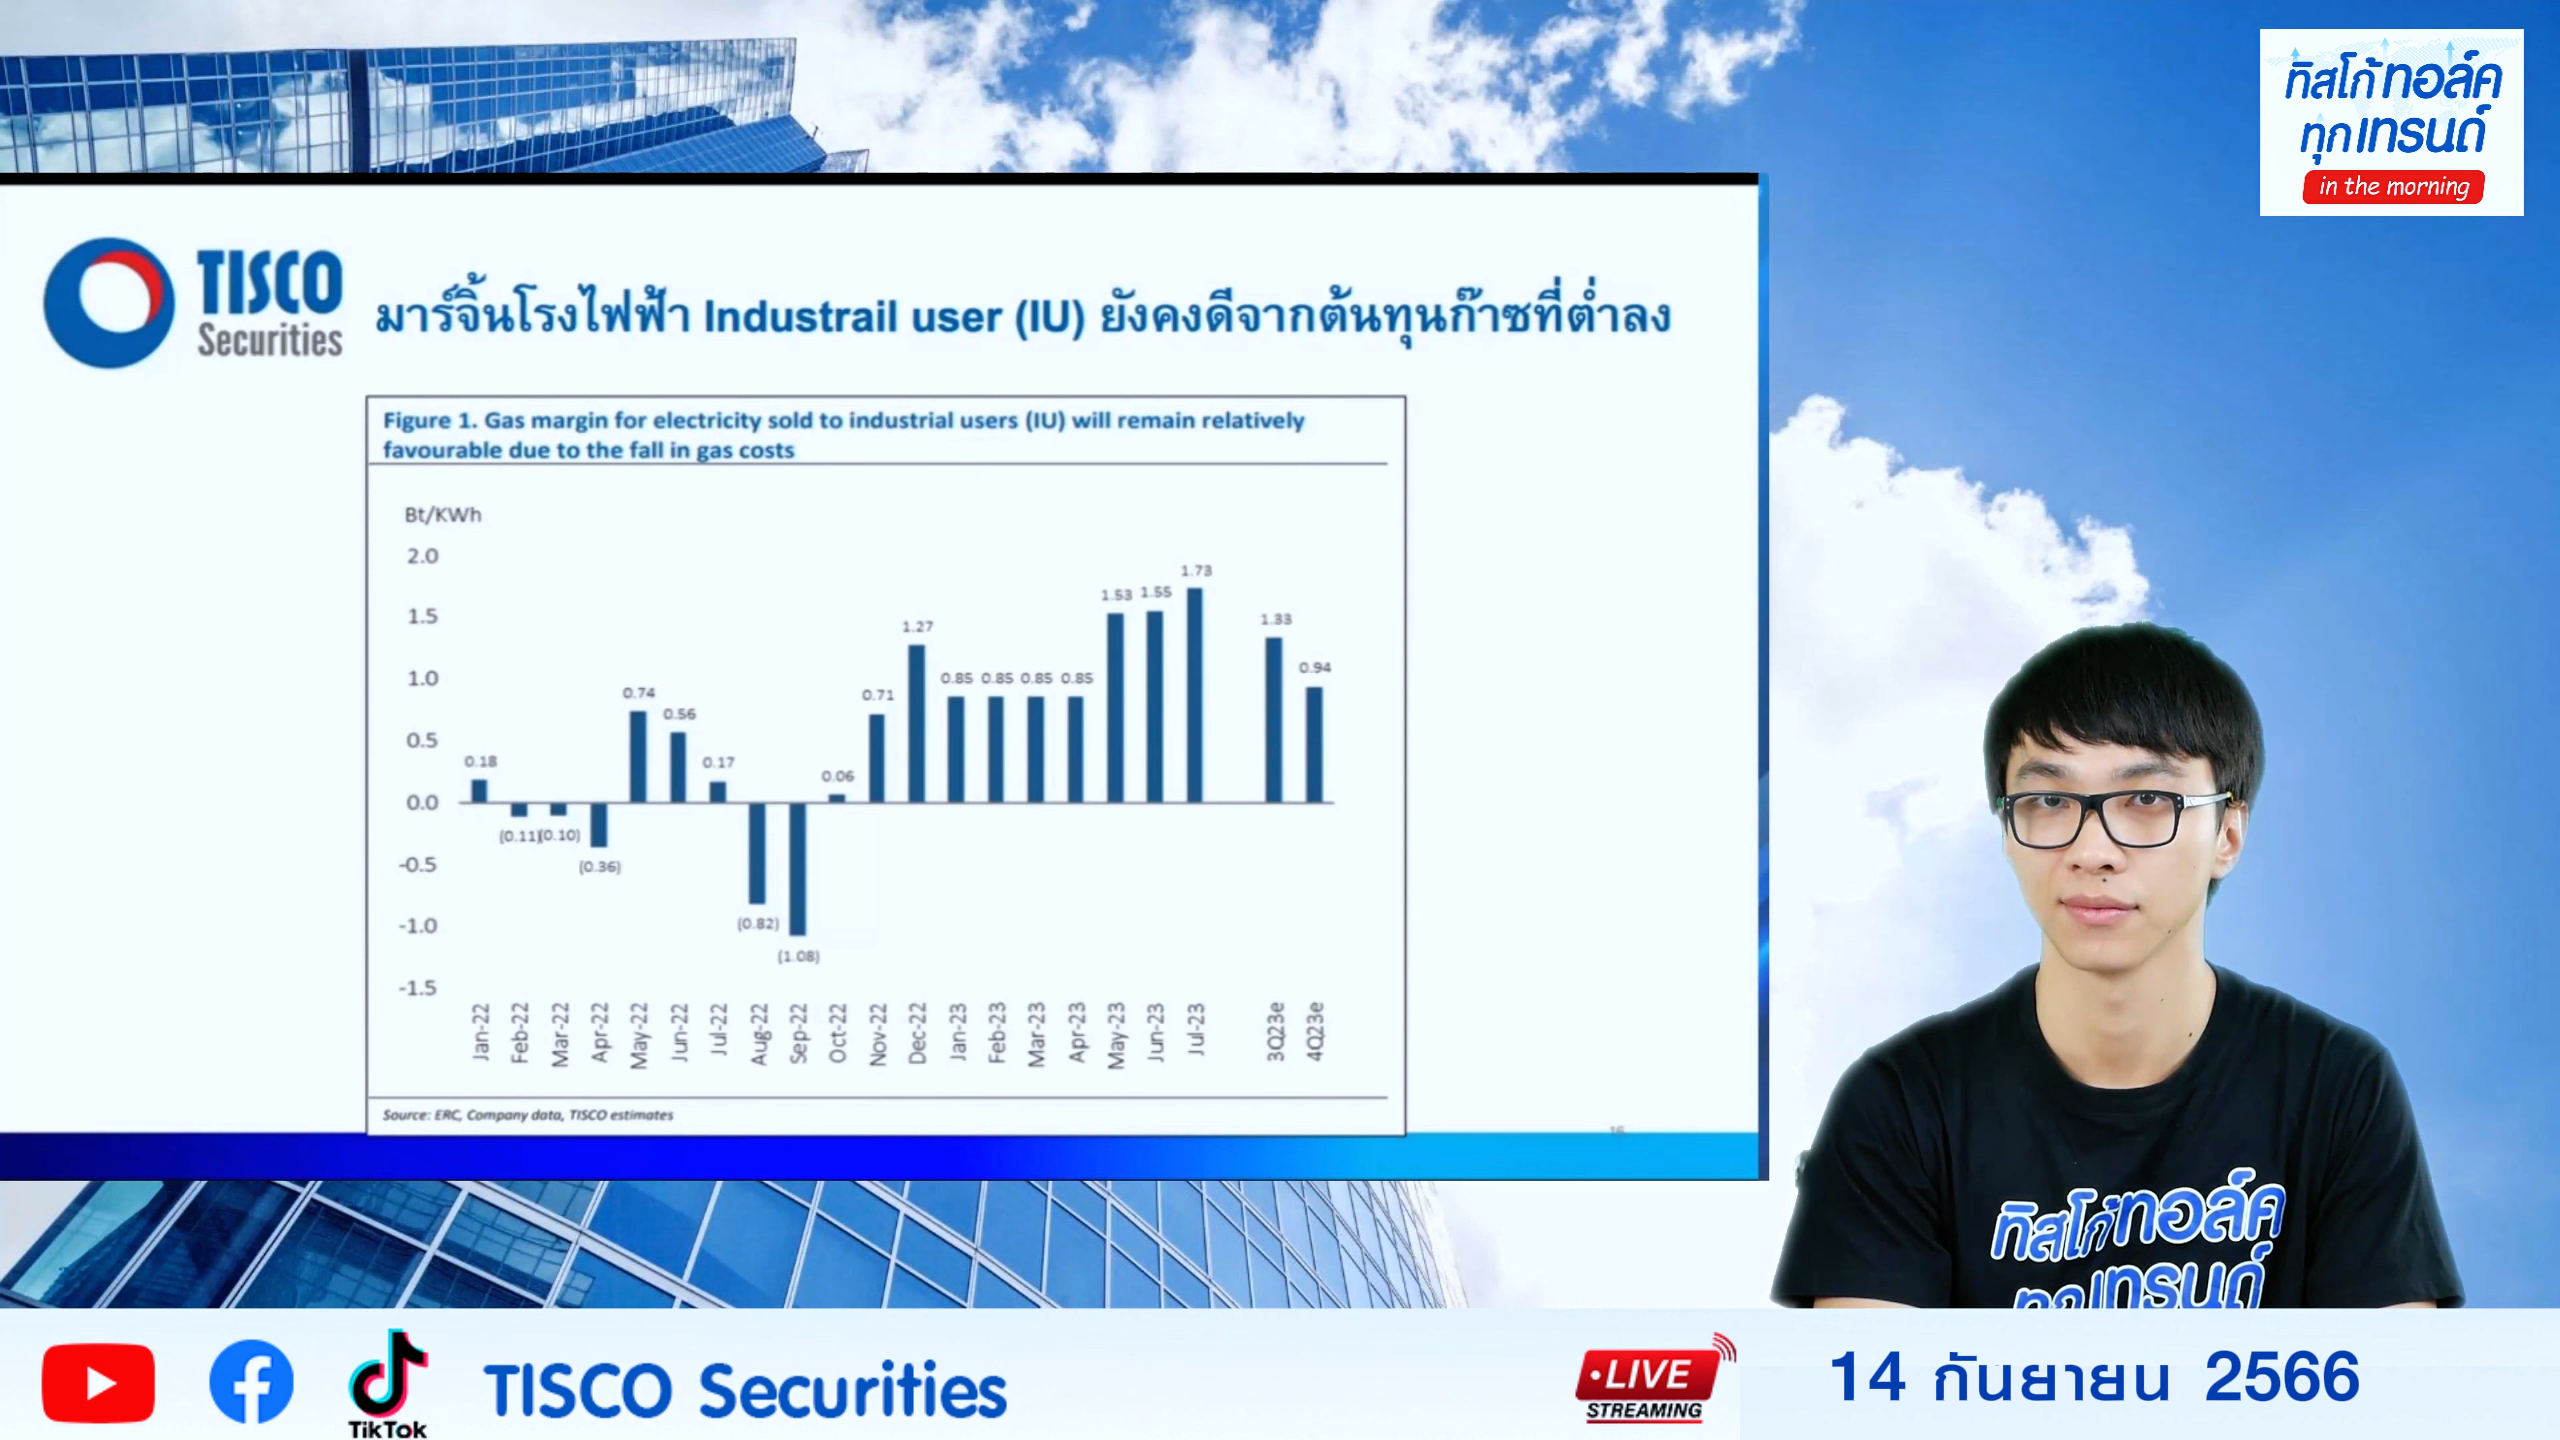 ทิสโก้ทอล์ค
ทุกเทรนด์
in the morning
TISCO
Securities
มาร์จิ้นโรงไฟฟ้า Industrail user (IU) ยังคงดีจากต้นทุนก๊าซที่ต่ำลง
Figure 1. Gas margin for electricity sold to industrial users (IU) will remain relatively
favourable due to the fall in gas costs
Bt/KWh
2.0
1.5
1.0
0.5
0.0
-0.5
-1.0
-1.5
0.18
(0.11)
(0.10)
(0.36)
0.74
0.56
0.17
(0.82)
(1.08)
0.06
0.71
1.27
0.85
0.85
0.85
0.85
1.53
1.55
1.73
1.33
0.94
Jan-22
Feb-22
Mar-22
Apr-22
May-22
Jun-22
Jul-22
Aug-22
Sep-22
Oct-22
Nov-22
Dec-22
Jan-23
Feb-23
Mar-23
Apr-23
May-23
Jun-23
Jul-23
3Q23e
4Q23e
Source: ERC, Company data, TISCO estimates
16
ทิสโก้ทอล์ค
ทุกเทรนด์
TikTok
TISCO Securities
LIVE
STREAMING
14 กันยายน 2566